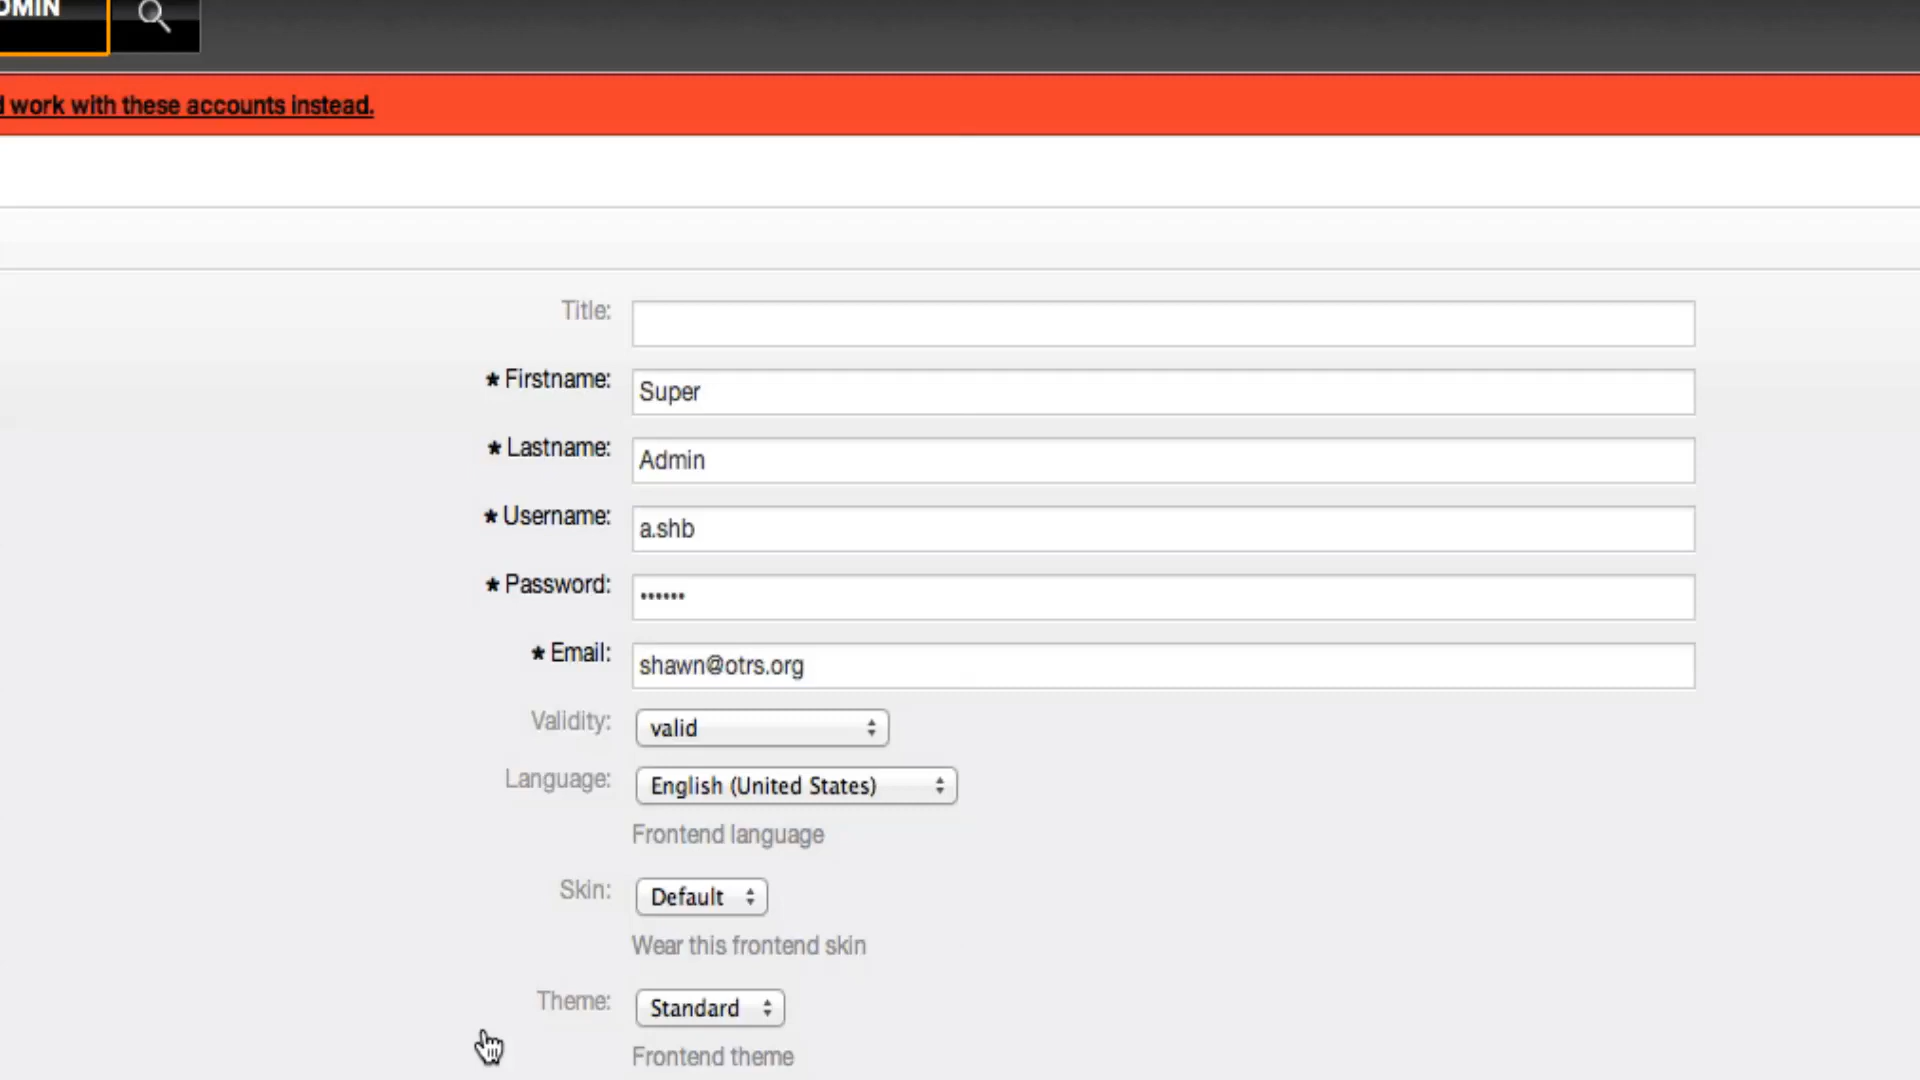 work with these accounts instead.
Title:
* Firstname: Super
* Lastname: Admin
* Username: a.shb
* Password: ••••••
* Email: shawn@otrs.org
Validity: valid
Language: English (United States)
Frontend language
Skin: Default
Wear this frontend skin
Theme: Standard
Frontend theme